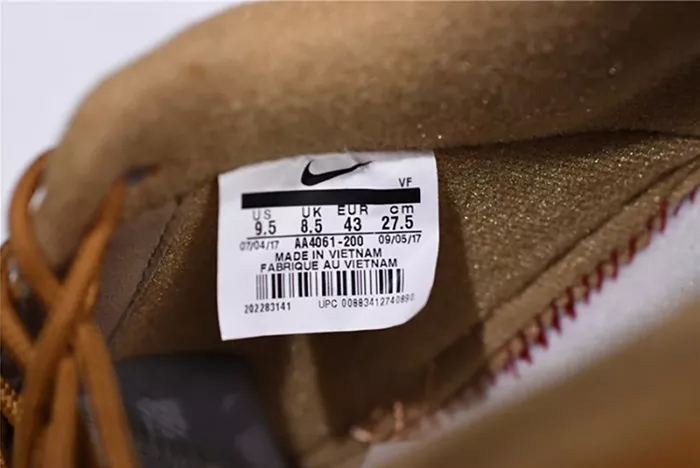 VF
US UK EUR cm
9.5 8.5 43 27.5
07/04/17 AA4061-200 09/05/17
MADE IN VIETNAM
FABRIQUE AU VIETNAM
202283141 UPC 00883412740890